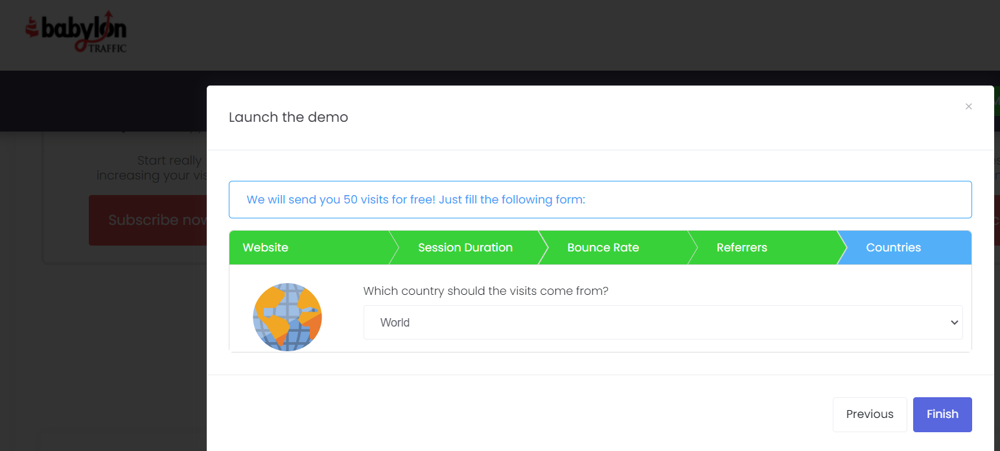 babylon
TRAFFIC
Launch the demo
×
Start really
increasing your vis
Subscribe now
We will send you 50 visits for free! Just fill the following form:
Website
Session Duration
Bounce Rate
Referrers
Countries
Which country should the visits come from?
World
Previous
Finish